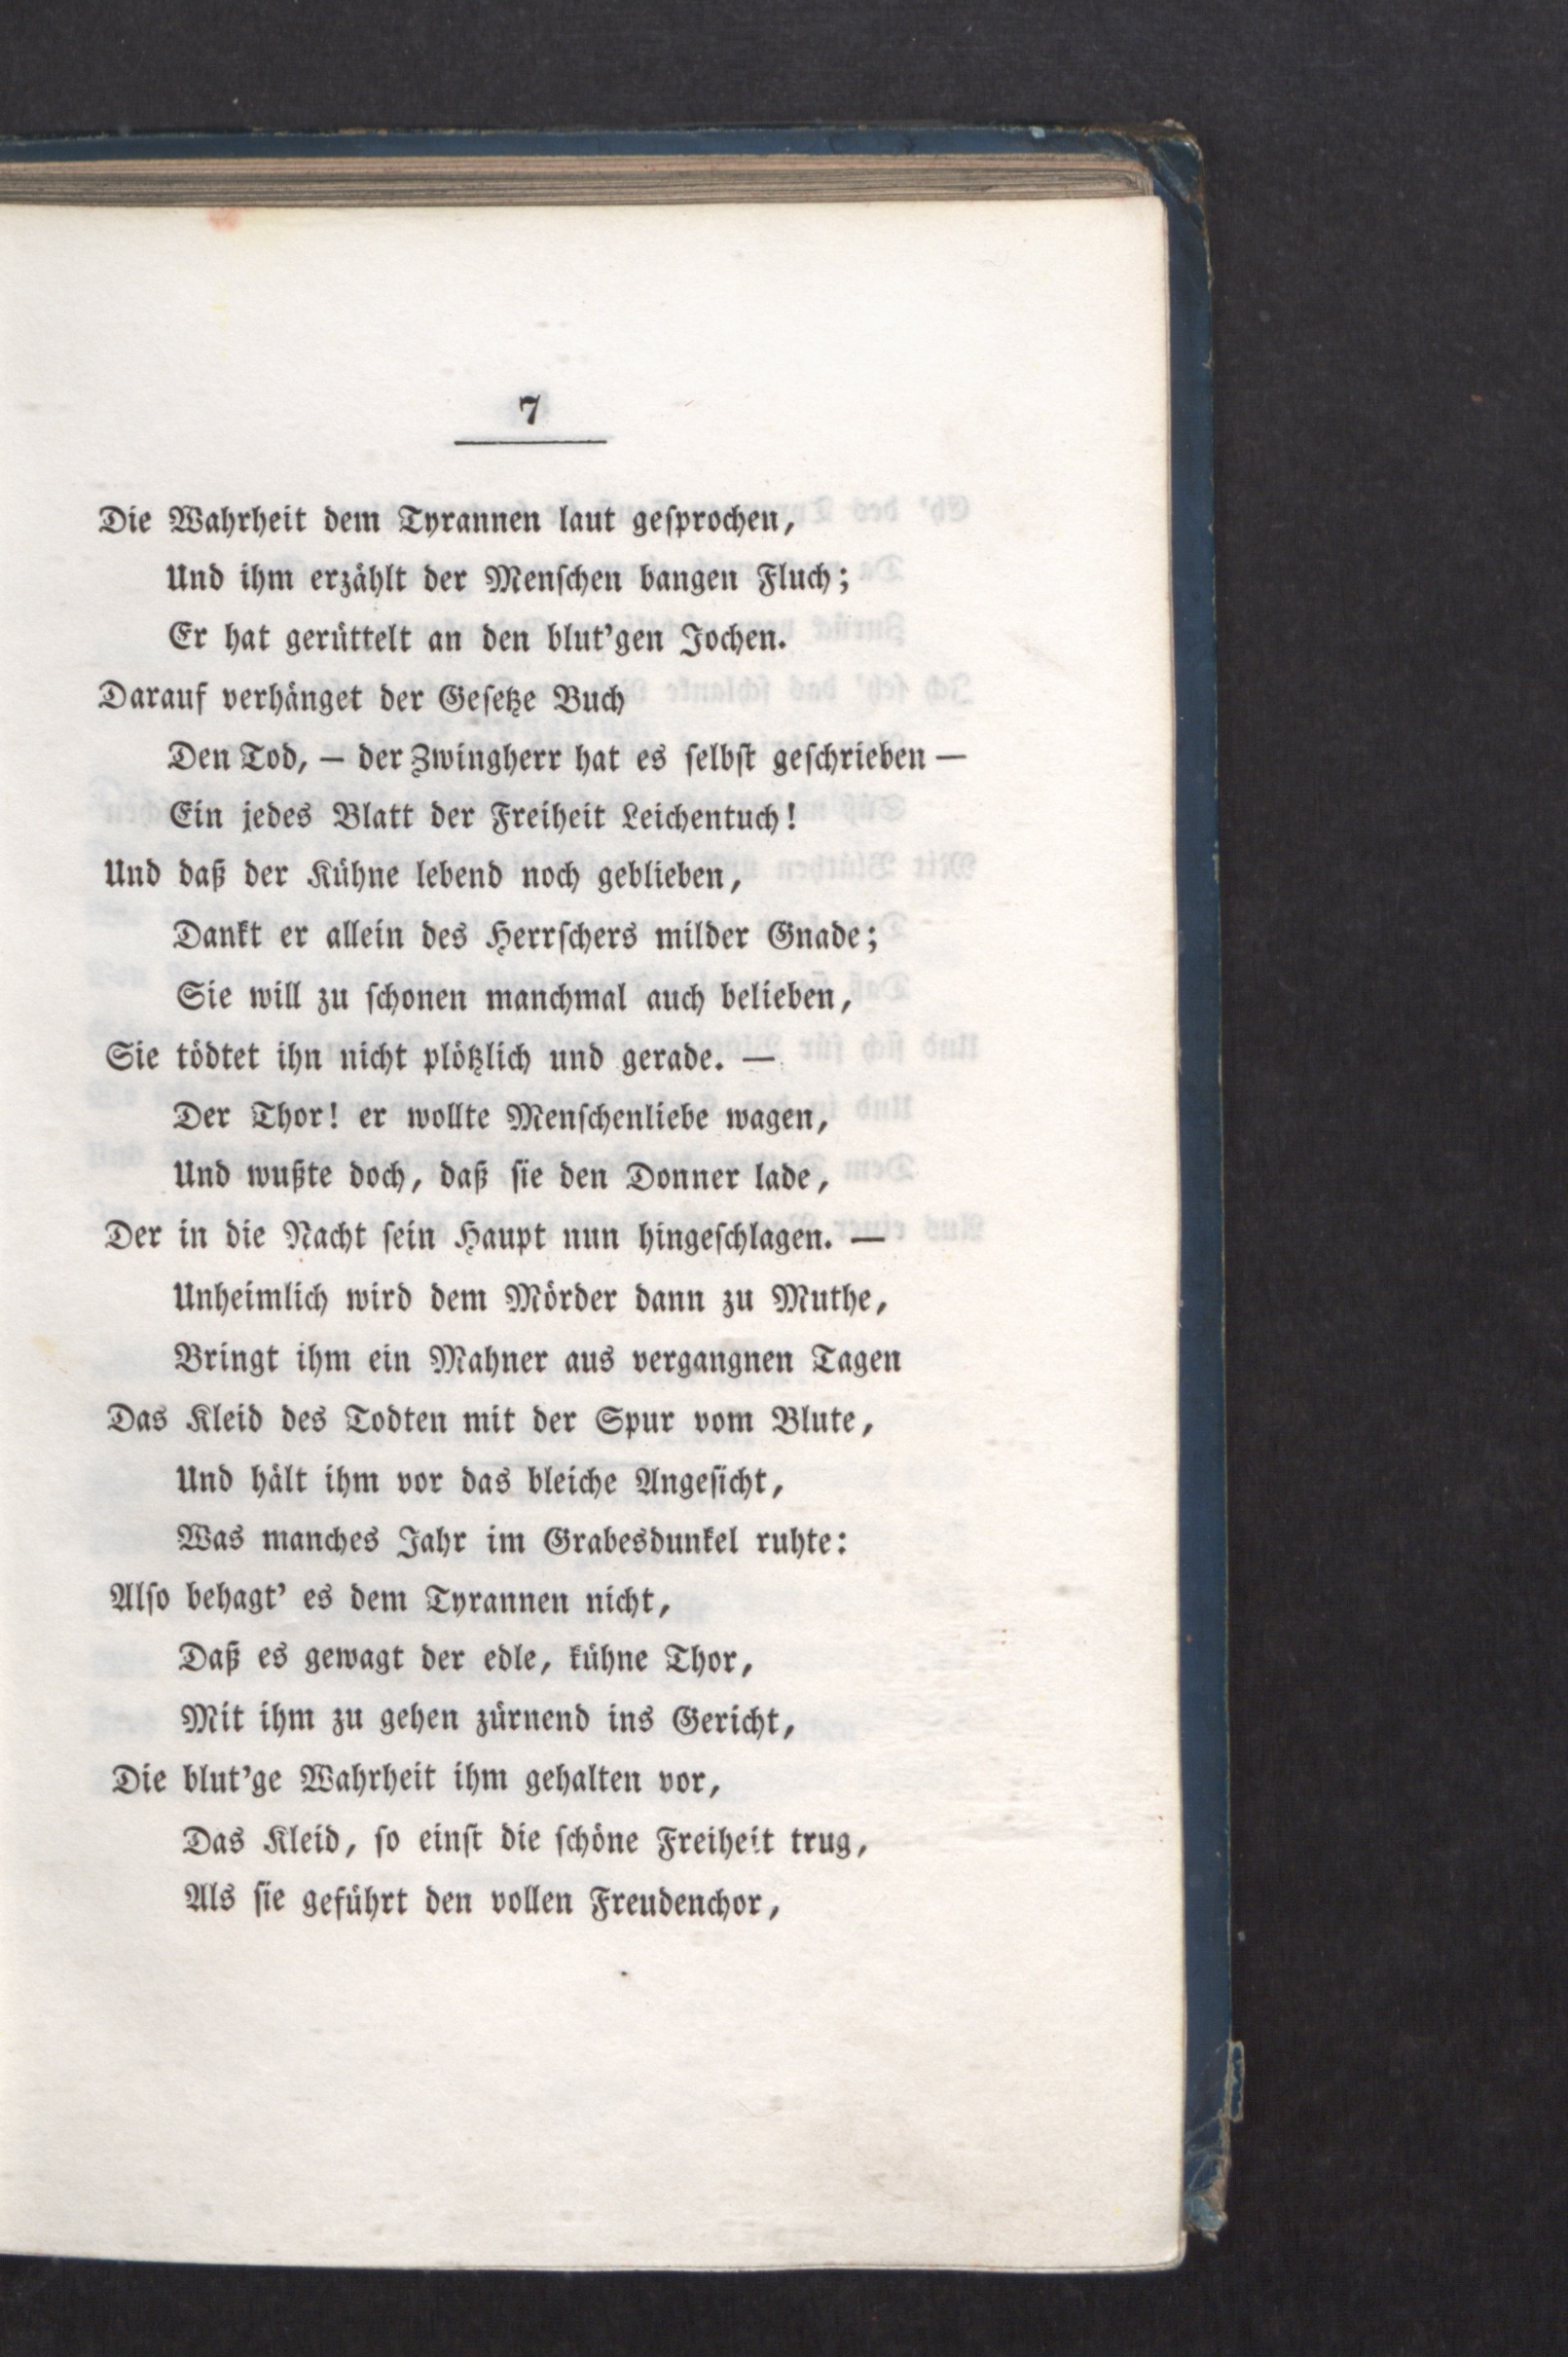 7
Die Wahrheit dem Tyrannen laut geſprochen,
Und ihm erzählt der Menſchen bangen Fluch;
Er hat gerüttelt an den blut'gen Jochen.
Darauf verhänget der Geſetze Buch
Den Tod, — der Zwingherr hat es ſelbſt geſchrieben —
Ein jedes Blatt der Freiheit Leichentuch!
Und daß der Kühne lebend noch geblieben,
Dankt er allein des Herrſchers milder Gnade;
Sie will zu ſchonen manchmal auch belieben,
Sie tödtet ihn nicht plötzlich und gerade. —
Der Thor! er wollte Menſchenliebe wagen,
Und wußte doch, daß ſie den Donner lade,
Der in die Nacht ſein Haupt nun hingeſchlagen. —
Unheimlich wird dem Mörder dann zu Muthe,
Bringt ihm ein Mahner aus vergangnen Tagen
Das Kleid des Todten mit der Spur vom Blute,
Und hält ihm vor das bleiche Angeſicht,
Was manches Jahr im Grabesdunkel ruhte:
Alſo behagt' es dem Tyrannen nicht,
Daß es gewagt der edle, kühne Thor,
Mit ihm zu gehen zürnend ins Gericht,
Die blut'ge Wahrheit ihm gehalten vor,
Das Kleid, ſo einſt die ſchöne Freiheit trug,
Als ſie geführt den vollen Freudenchor,